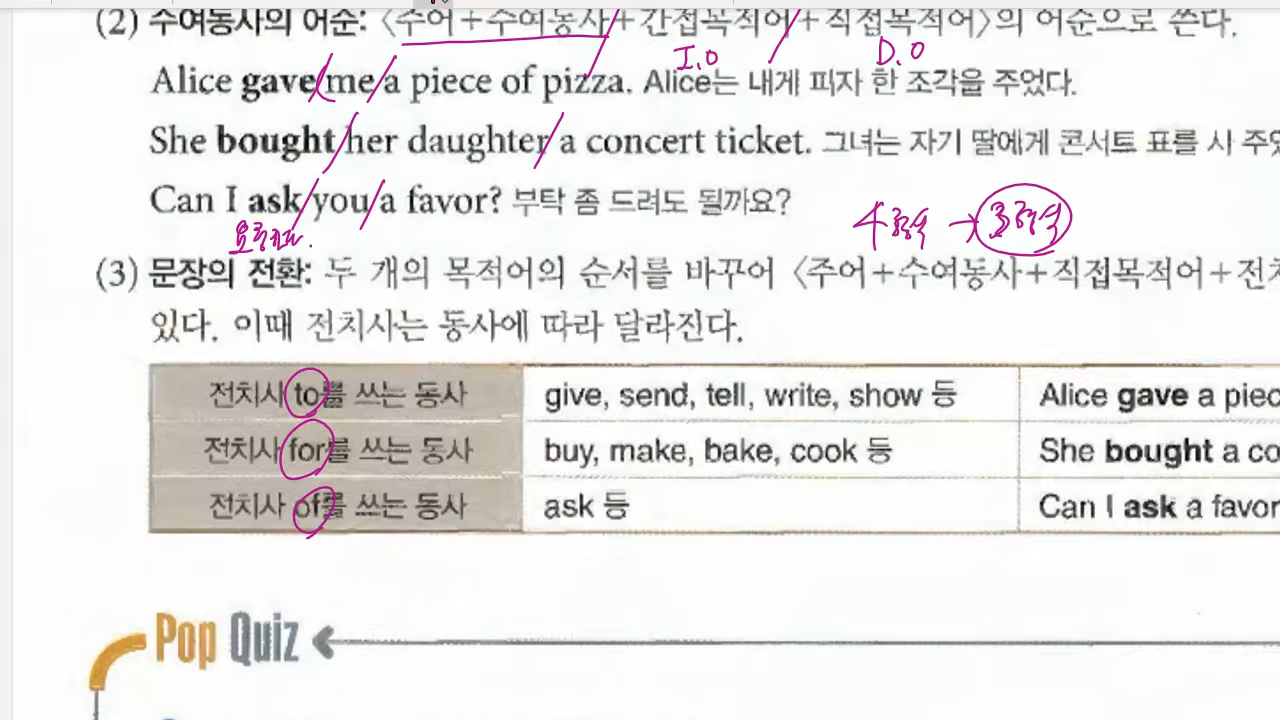 (2) 수여동사의 어순: 〈주어+수여동사+간접목적어+직접목적어〉의 어순으로 쓴다.
I.O D.O
Alice gave me a piece of pizza. Alice는 내게 피자 한 조각을 주었다.
She bought her daughter a concert ticket. 그녀는 자기 딸에게 콘서트 표를 사 주었
Can I ask you a favor? 부탁 좀 드려도 될까요?
4형식 → 3형식
(3) 문장의 전환: 두 개의 목적어의 순서를 바꾸어 〈주어+수여동사+직접목적어+전치
있다. 이때 전치사는 동사에 따라 달라진다.
전치사 to를 쓰는 동사 give, send, tell, write, show 등 Alice gave a piec
전치사 for를 쓰는 동사 buy, make, bake, cook 등 She bought a co
전치사 of를 쓰는 동사 ask 등 Can I ask a favor
Pop Quiz